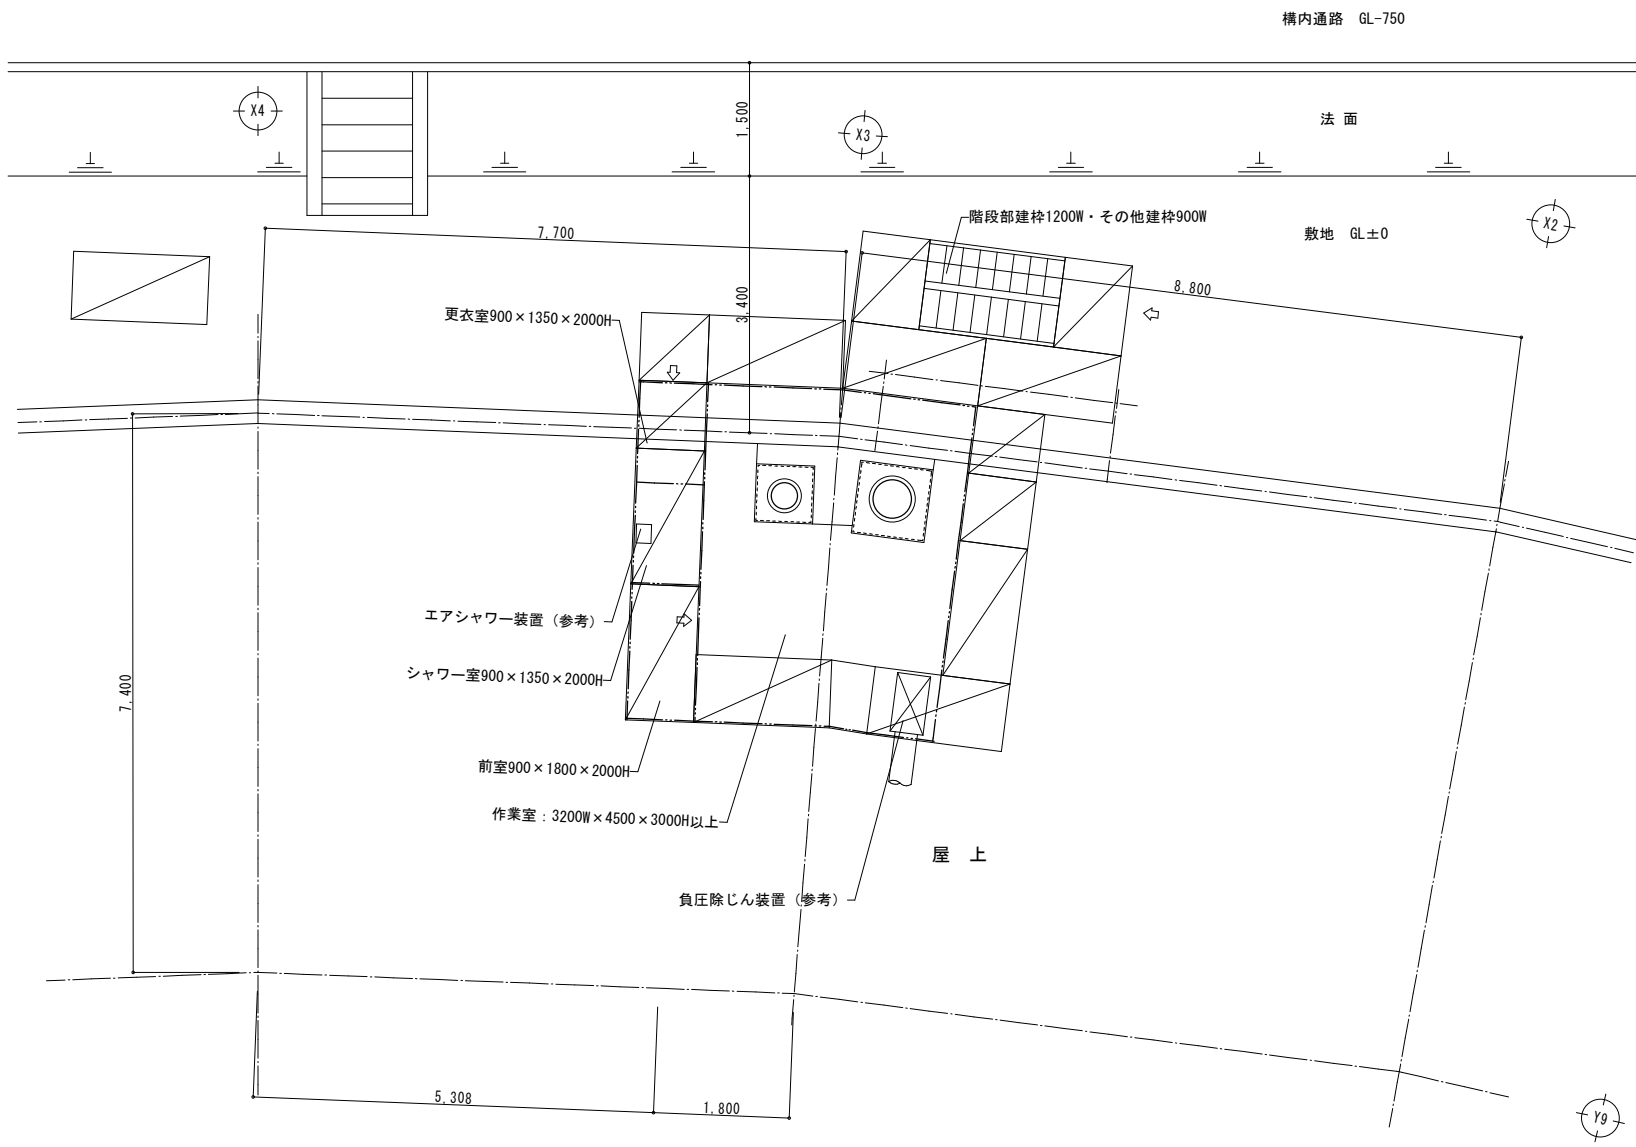 構内通路 GL-750
X4
1,500
X3
法 面
階段部建枠1200W・その他建枠900W
X2
敷地 GL±0
7,700
8,800
3,400
更衣室900×1350×2000H
エアシャワー装置（参考）
シャワー室900×1350×2000H
7,400
前室900×1800×2000H
作業室：3200W×4500×3000H以上
屋 上
負圧除じん装置（参考）
5,308
1,800
Y9